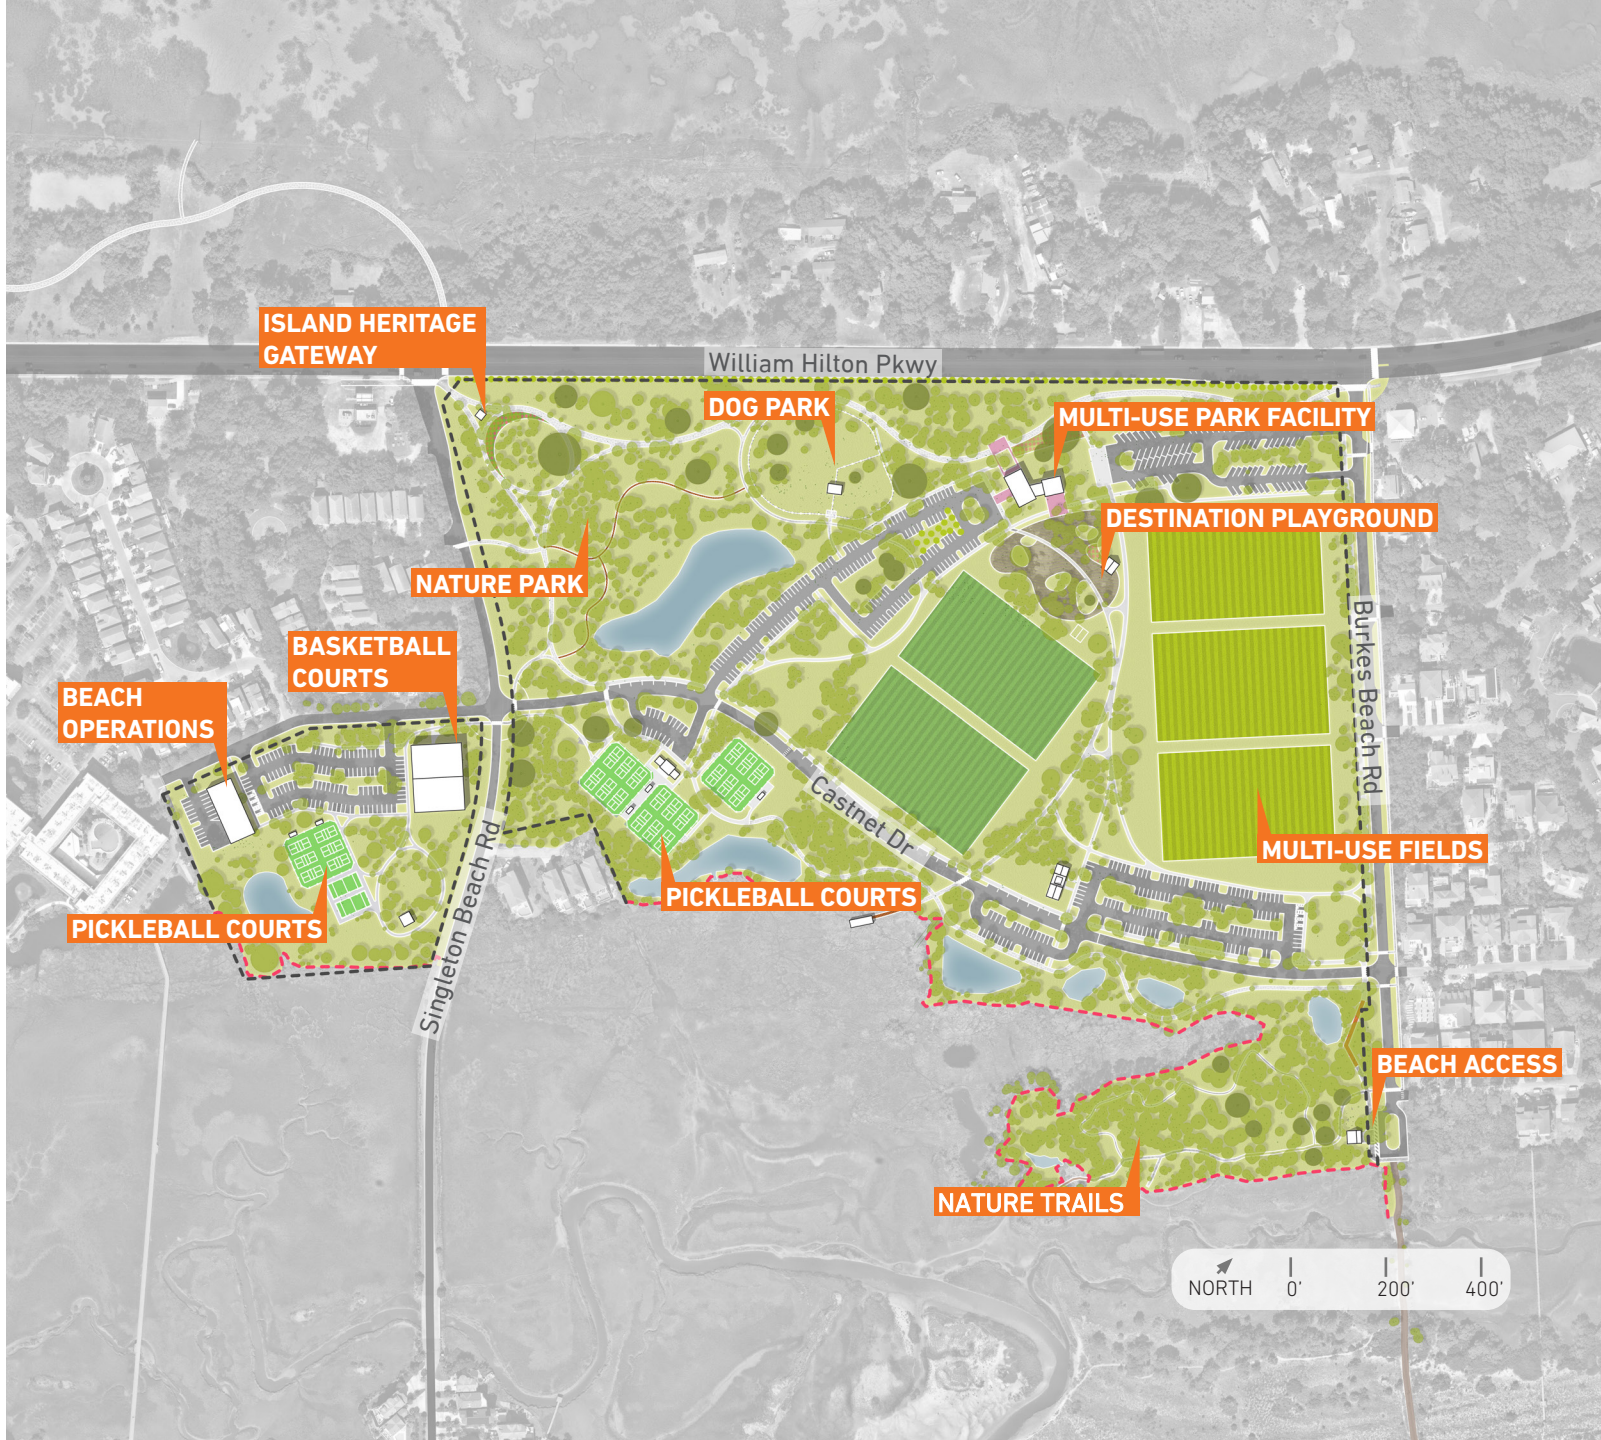 ISLAND HERITAGE
GATEWAY
William Hilton Pkwy
DOG PARK
MULTI-USE PARK FACILITY
DESTINATION PLAYGROUND
NATURE PARK
BASKETBALL
COURTS
BEACH
OPERATIONS
Burkes Beach Rd
Castnet Dr
MULTI-USE FIELDS
PICKLEBALL COURTS
PICKLEBALL COURTS
Singleton Beach Rd
BEACH ACCESS
NATURE TRAILS
NORTH 0' 200' 400'